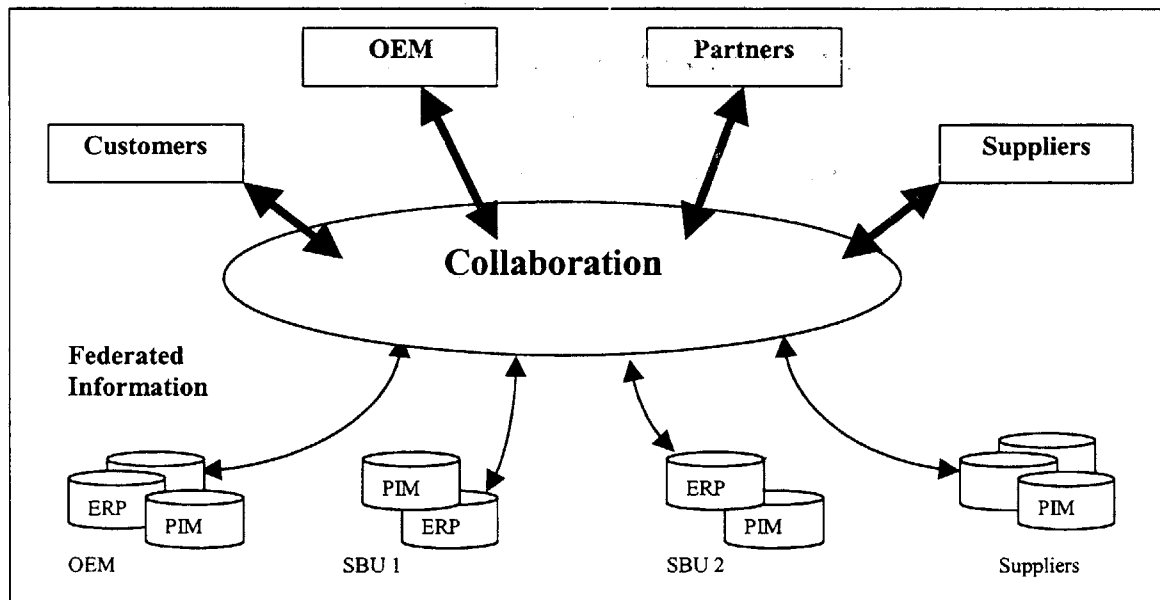 OEM
Partners
Customers
Suppliers
Collaboration
Federated
Information
ERP
PIM
OEM
PIM
ERP
SBU 1
ERP
PIM
SBU 2
PIM
Suppliers